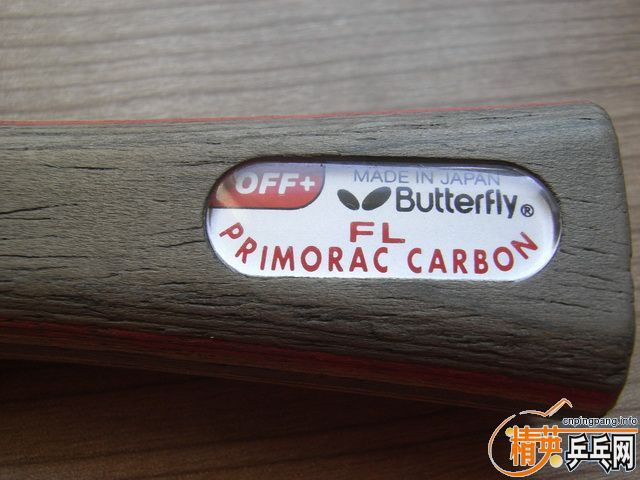 OFF+
MADE IN JAPAN
Butterfly®
FL
PRIMORAC CARBON
cnpingpang.info
精英乒乓网